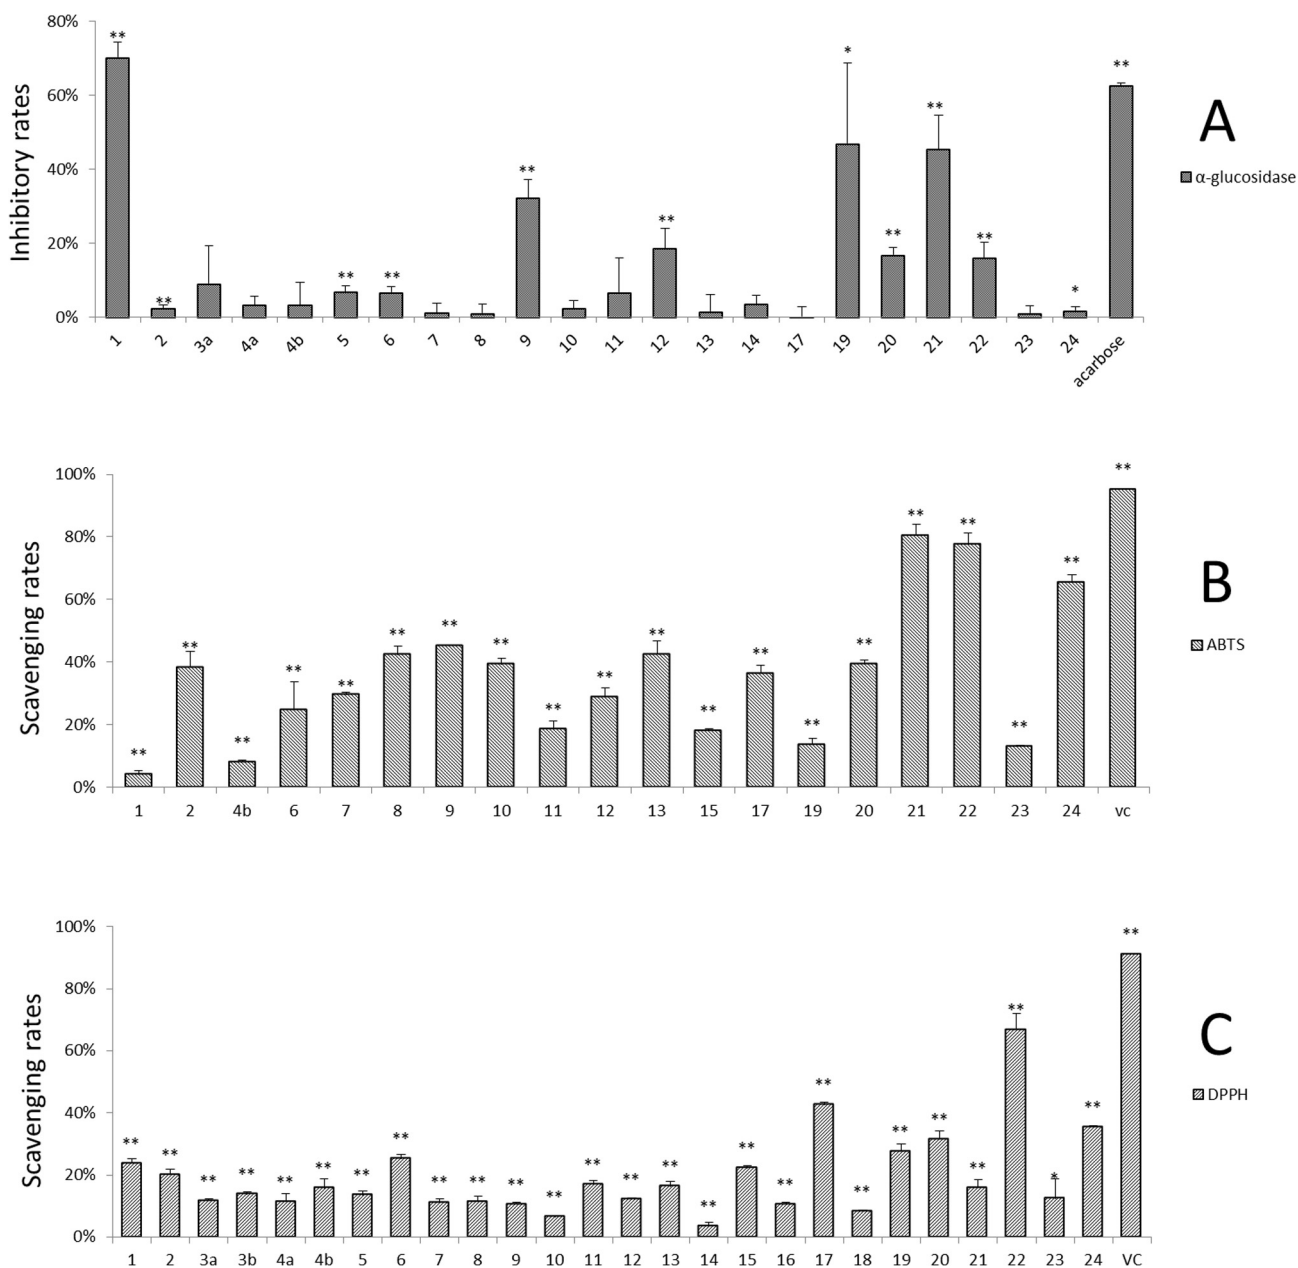 80%
60%
40%
20%
0%
Inhibitory rates
** ** ** ** ** ** * ** ** ** * **
1 2 3a 4a 4b 5 6 7 8 9 10 11 12 13 14 17 19 20 21 22 23 24 acarbose
A
α-glucosidase
100%
80%
60%
40%
20%
0%
Scavenging rates
** ** ** ** ** ** ** ** ** ** ** ** ** ** ** ** ** ** ** **
1 2 4b 6 7 8 9 10 11 12 13 15 17 19 20 21 22 23 24 vc
B
ABTS
100%
80%
60%
40%
20%
0%
Scavenging rates
** ** ** ** ** ** ** ** ** ** ** ** ** ** ** ** ** ** ** ** ** ** ** ** * ** **
1 2 3a 3b 4a 4b 5 6 7 8 9 10 11 12 13 14 15 16 17 18 19 20 21 22 23 24 VC
C
DPPH